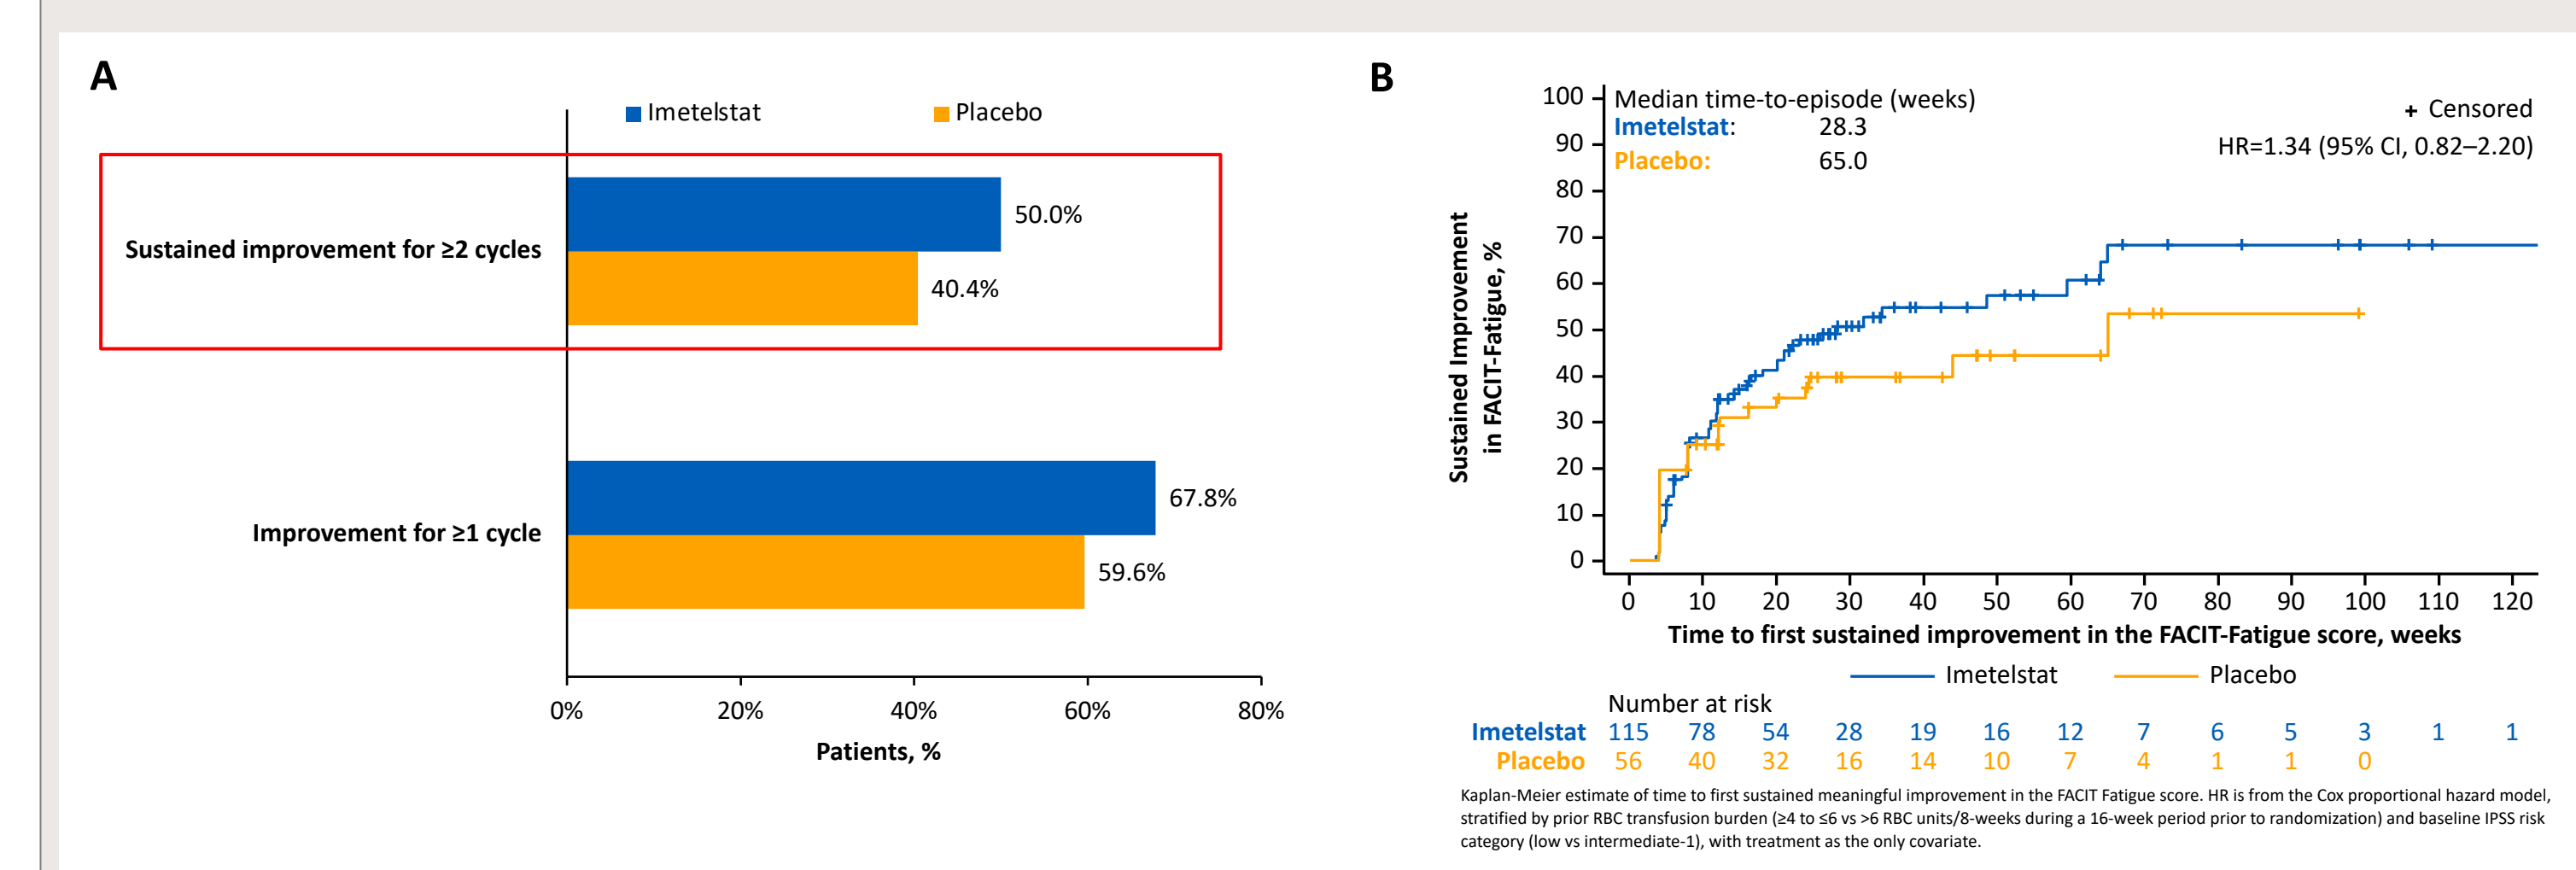 A
Imetelstat
Placebo
Sustained improvement for ≥2 cycles
50.0%
40.4%
Improvement for ≥1 cycle
67.8%
59.6%
0% 20% 40% 60% 80%
Patients, %
B
Median time-to-episode (weeks)
Imetelstat: 28.3
Placebo: 65.0
+ Censored
HR=1.34 (95% CI, 0.82–2.20)
Sustained Improvement
in FACIT-Fatigue, %
100
90
80
70
60
50
40
30
20
10
0
0 10 20 30 40 50 60 70 80 90 100 110 120
Time to first sustained improvement in the FACIT-Fatigue score, weeks
Imetelstat Placebo
Number at risk
Imetelstat 115 78 54 28 19 16 12 7 6 5 3 1 1
Placebo 56 40 32 16 14 10 7 4 1 1 0
Kaplan-Meier estimate of time to first sustained meaningful improvement in the FACIT Fatigue score. HR is from the Cox proportional hazard model,
stratified by prior RBC transfusion burden (≥4 to ≤6 vs >6 RBC units/8-weeks during a 16-week period prior to randomization) and baseline IPSS risk
category (low vs intermediate-1), with treatment as the only covariate.